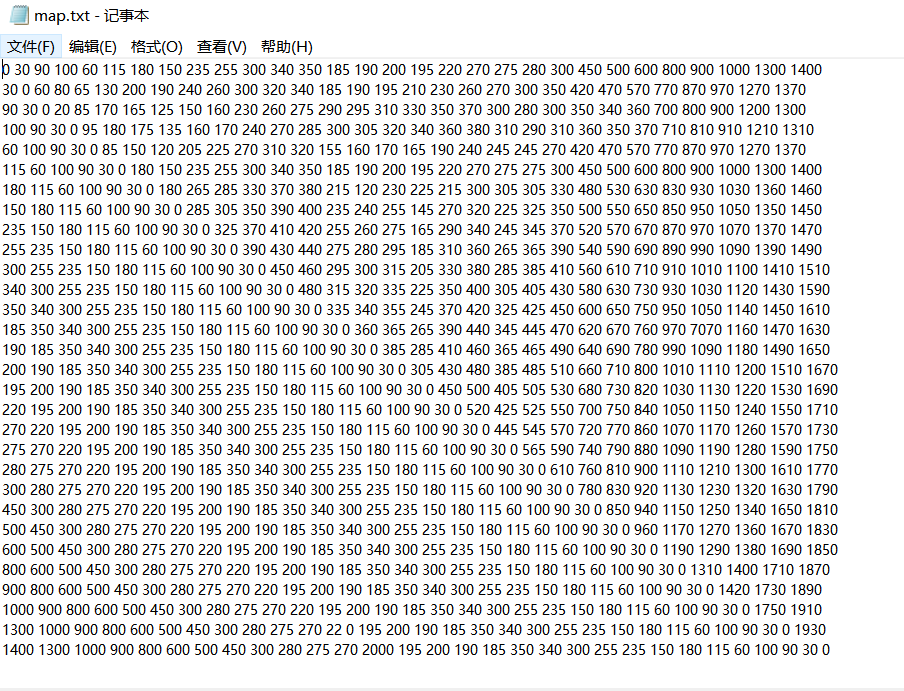 map.txt - 记事本
文件(F) 编辑(E) 格式(O) 查看(V) 帮助(H)
0 30 90 100 60 115 180 150 235 255 300 340 350 185 190 200 195 220 270 275 280 300 450 500 600 800 900 1000 1300 1400
30 0 60 80 65 130 200 190 240 260 300 320 340 185 190 195 210 230 260 270 300 350 420 470 570 770 870 970 1270 1370
90 30 0 20 85 170 165 125 150 160 230 260 275 290 295 310 330 350 370 300 280 300 350 340 360 700 800 900 1200 1300
100 90 30 0 95 180 175 135 160 170 240 270 285 300 305 320 340 360 380 310 290 310 360 350 370 710 810 910 1210 1310
60 100 90 30 0 85 150 120 205 225 270 310 320 155 160 170 165 190 240 245 245 270 420 470 570 770 870 970 1270 1370
115 60 100 90 30 0 180 150 235 255 300 340 350 185 190 200 195 220 270 275 275 300 450 500 600 800 900 1000 1300 1400
180 115 60 100 90 30 0 180 265 285 330 370 380 215 120 230 225 215 300 305 305 330 480 530 630 830 930 1030 1360 1460
150 180 115 60 100 90 30 0 285 305 350 390 400 235 240 255 145 270 320 225 325 350 500 550 650 850 950 1050 1350 1450
235 150 180 115 60 100 90 30 0 325 370 410 420 255 260 275 165 290 340 245 345 370 520 570 670 870 970 1070 1370 1470
255 235 150 180 115 60 100 90 30 0 390 430 440 275 280 295 185 310 360 265 365 390 540 590 690 890 990 1090 1390 1490
300 255 235 150 180 115 60 100 90 30 0 450 460 295 300 315 205 330 380 285 385 410 560 610 710 910 1010 1100 1410 1510
340 300 255 235 150 180 115 60 100 90 30 0 480 315 320 335 225 350 400 305 405 430 580 630 730 930 1030 1120 1430 1590
350 340 300 255 235 150 180 115 60 100 90 30 0 335 340 355 245 370 420 325 425 450 600 650 750 950 1050 1140 1450 1610
185 350 340 300 255 235 150 180 115 60 100 90 30 0 360 365 265 390 440 345 445 470 620 670 760 970 7070 1160 1470 1630
190 185 350 340 300 255 235 150 180 115 60 100 90 30 0 385 285 410 460 365 465 490 640 690 780 990 1090 1180 1490 1650
200 190 185 350 340 300 255 235 150 180 115 60 100 90 30 0 305 430 480 385 485 510 660 710 800 1010 1110 1200 1510 1670
195 200 190 185 350 340 300 255 235 150 180 115 60 100 90 30 0 450 500 405 505 530 680 730 820 1030 1130 1220 1530 1690
220 195 200 190 185 350 340 300 255 235 150 180 115 60 100 90 30 0 520 425 525 550 700 750 840 1050 1150 1240 1550 1710
270 220 195 200 190 185 350 340 300 255 235 150 180 115 60 100 90 30 0 445 545 570 720 770 860 1070 1170 1260 1570 1730
275 270 220 195 200 190 185 350 340 300 255 235 150 180 115 60 100 90 30 0 565 590 740 790 880 1090 1190 1280 1590 1750
280 275 270 220 195 200 190 185 350 340 300 255 235 150 180 115 60 100 90 30 0 610 760 810 900 1110 1210 1300 1610 1770
300 280 275 270 220 195 200 190 185 350 340 300 255 235 150 180 115 60 100 90 30 0 780 830 920 1130 1230 1320 1630 1790
450 300 280 275 270 220 195 200 190 185 350 340 300 255 235 150 180 115 60 100 90 30 0 850 940 1150 1250 1340 1650 1810
500 450 300 280 275 270 220 195 200 190 185 350 340 300 255 235 150 180 115 60 100 90 30 0 960 1170 1270 1360 1670 1830
600 500 450 300 280 275 270 220 195 200 190 185 350 340 300 255 235 150 180 115 60 100 90 30 0 1190 1290 1380 1690 1850
800 600 500 450 300 280 275 270 220 195 200 190 185 350 340 300 255 235 150 180 115 60 100 90 30 0 1310 1400 1710 1870
900 800 600 500 450 300 280 275 270 220 195 200 190 185 350 340 300 255 235 150 180 115 60 100 90 30 0 1420 1730 1890
1000 900 800 600 500 450 300 280 275 270 220 195 200 190 185 350 340 300 255 235 150 180 115 60 100 90 30 0 1750 1910
1300 1000 900 800 600 500 450 300 280 275 270 22 0 195 200 190 185 350 340 300 255 235 150 180 115 60 100 90 30 0 1930
1400 1300 1000 900 800 600 500 450 300 280 275 270 2000 195 200 190 185 350 340 300 255 235 150 180 115 60 100 90 30 0